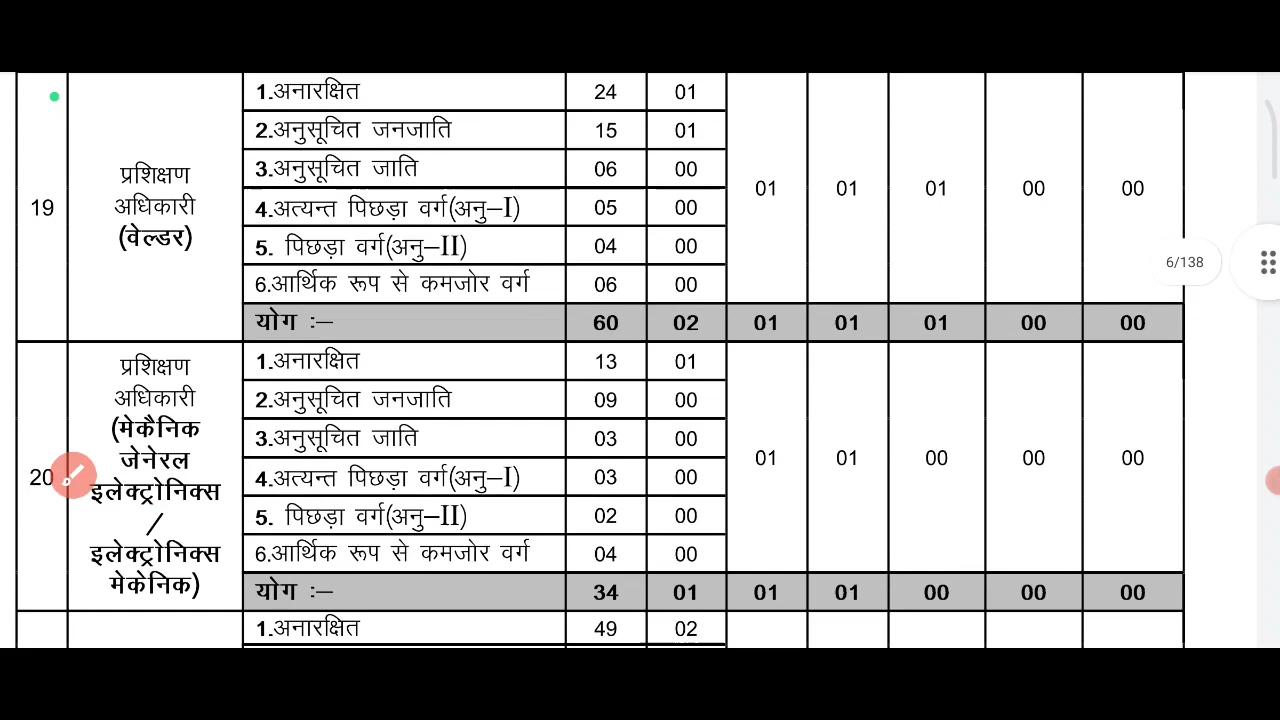 1.अनारक्षित 24 01
2.अनुसूचित जनजाति 15 01
3.अनुसूचित जाति 06 00
19 प्रशिक्षण अधिकारी (वेल्डर) 01 01 01 00 00
4.अत्यन्त पिछड़ा वर्ग(अनु–I) 05 00
5. पिछड़ा वर्ग(अनु–II) 04 00
6.आर्थिक रूप से कमजोर वर्ग 06 00
योग :– 60 02 01 01 01 00 00
1.अनारक्षित 13 01
2.अनुसूचित जनजाति 09 00
3.अनुसूचित जाति 03 00
20 प्रशिक्षण अधिकारी (मेकैनिक जेनेरल इलेक्ट्रोनिक्स / इलेक्ट्रोनिक्स मेकेनिक) 01 01 00 00 00
4.अत्यन्त पिछड़ा वर्ग(अनु–I) 03 00
5. पिछड़ा वर्ग(अनु–II) 02 00
6.आर्थिक रूप से कमजोर वर्ग 04 00
योग :– 34 01 01 01 00 00 00
1.अनारक्षित 49 02
6/138